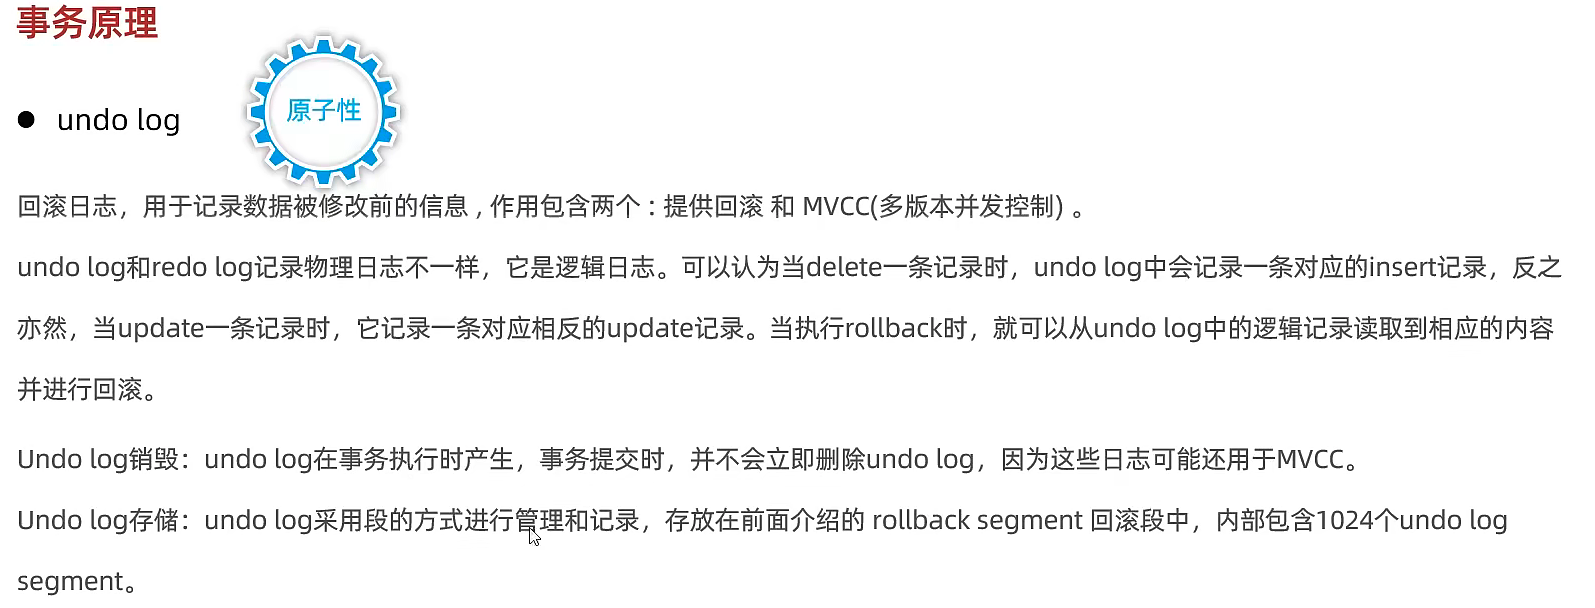 事务原理
原子性
● undo log
回滚日志，用于记录数据被修改前的信息 , 作用包含两个 : 提供回滚 和 MVCC(多版本并发控制) 。
undo log和redo log记录物理日志不一样，它是逻辑日志。可以认为当delete一条记录时，undo log中会记录一条对应的insert记录，反之
亦然，当update一条记录时，它记录一条对应相反的update记录。当执行rollback时，就可以从undo log中的逻辑记录读取到相应的内容
并进行回滚。
Undo log销毁：undo log在事务执行时产生，事务提交时，并不会立即删除undo log，因为这些日志可能还用于MVCC。
Undo log存储：undo log采用段的方式进行管理和记录，存放在前面介绍的 rollback segment 回滚段中，内部包含1024个undo log
segment。